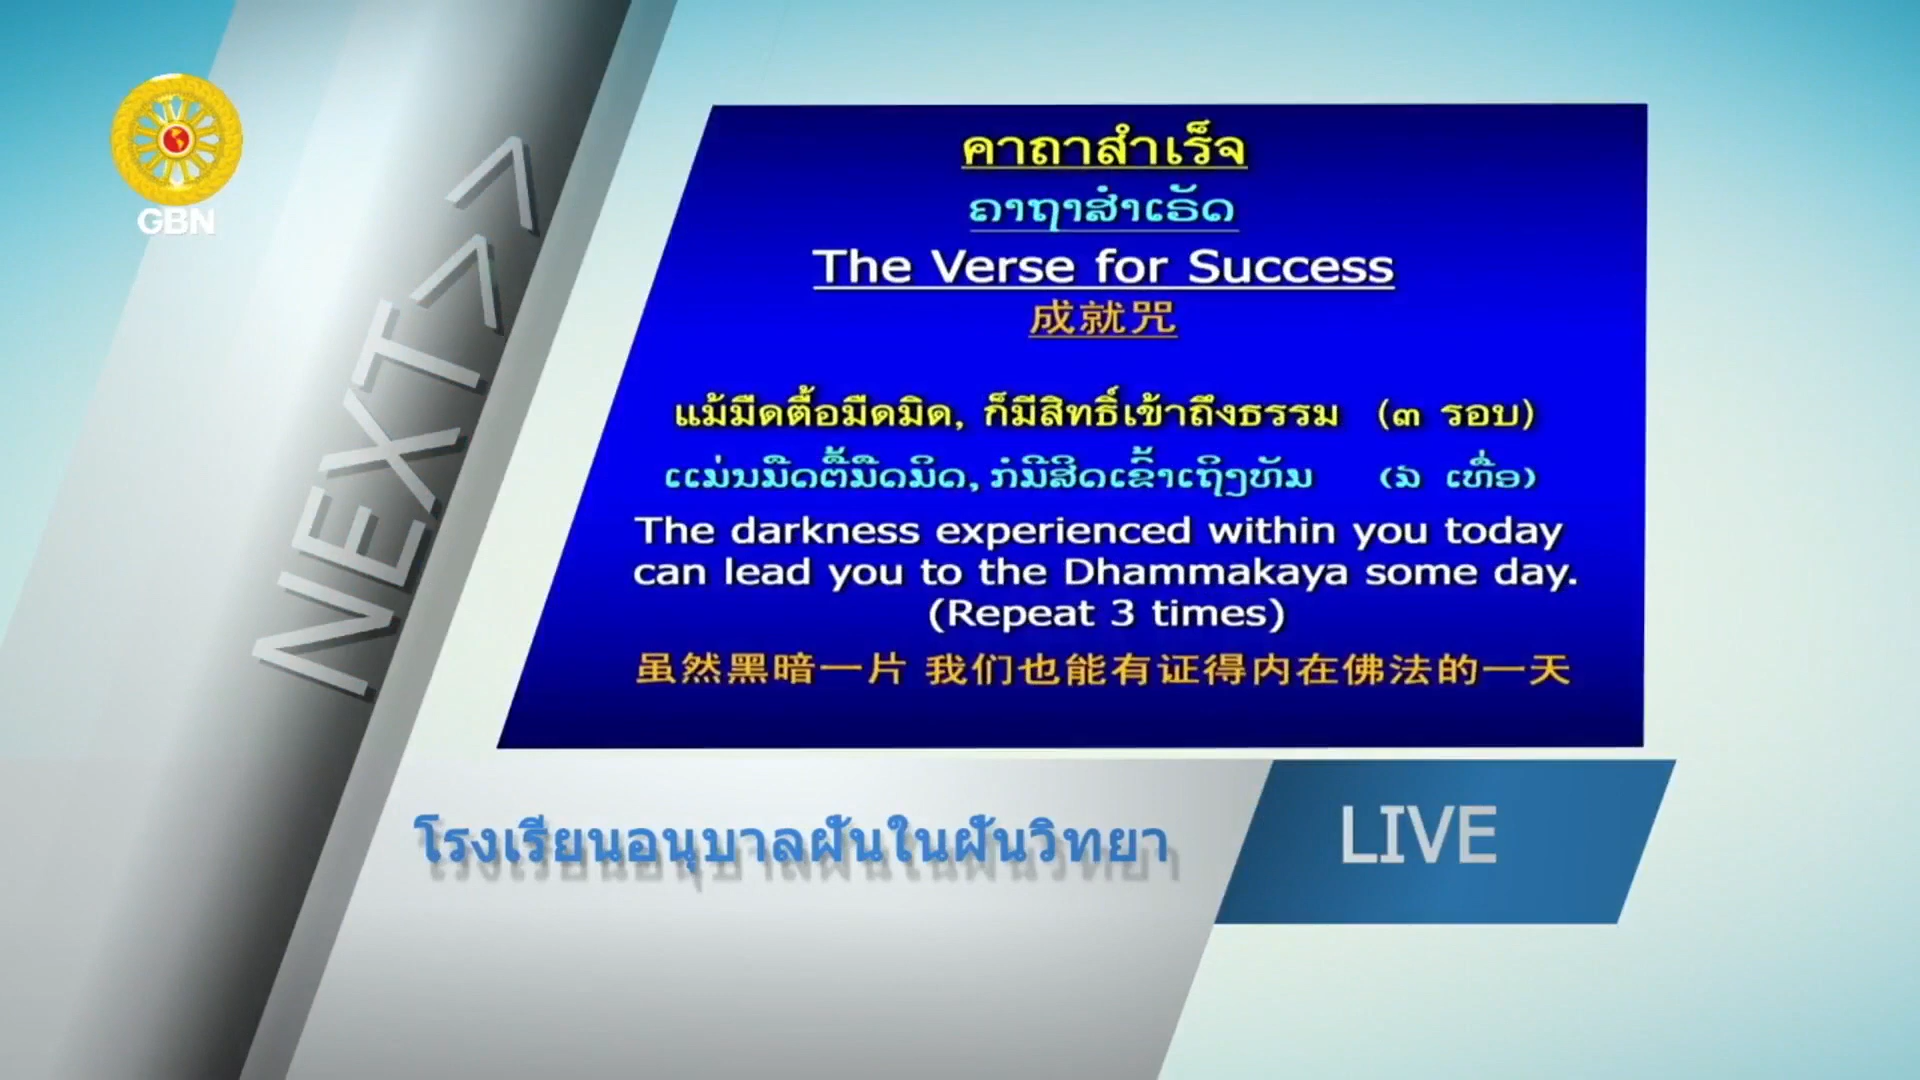 GBN
NEXT>>
คาถาสำเร็จ
ຄາຖາສຳເຣັດ
The Verse for Success
成就咒
แม้มืดตื้อมืดมิด, ก็มีสิทธิ์เข้าถึงธรรม (๓ รอบ)
ແມ່ນມືດຕື້ມືດມິດ, ກໍມີສິດເຂົ້າເຖິງທັມ (໓ ເທື່ອ)
The darkness experienced within you today
can lead you to the Dhammakaya some day.
(Repeat 3 times)
虽然黑暗一片 我们也能有证得内在佛法的一天
โรงเรียนอนุบาลฝันในฝันวิทยา
LIVE